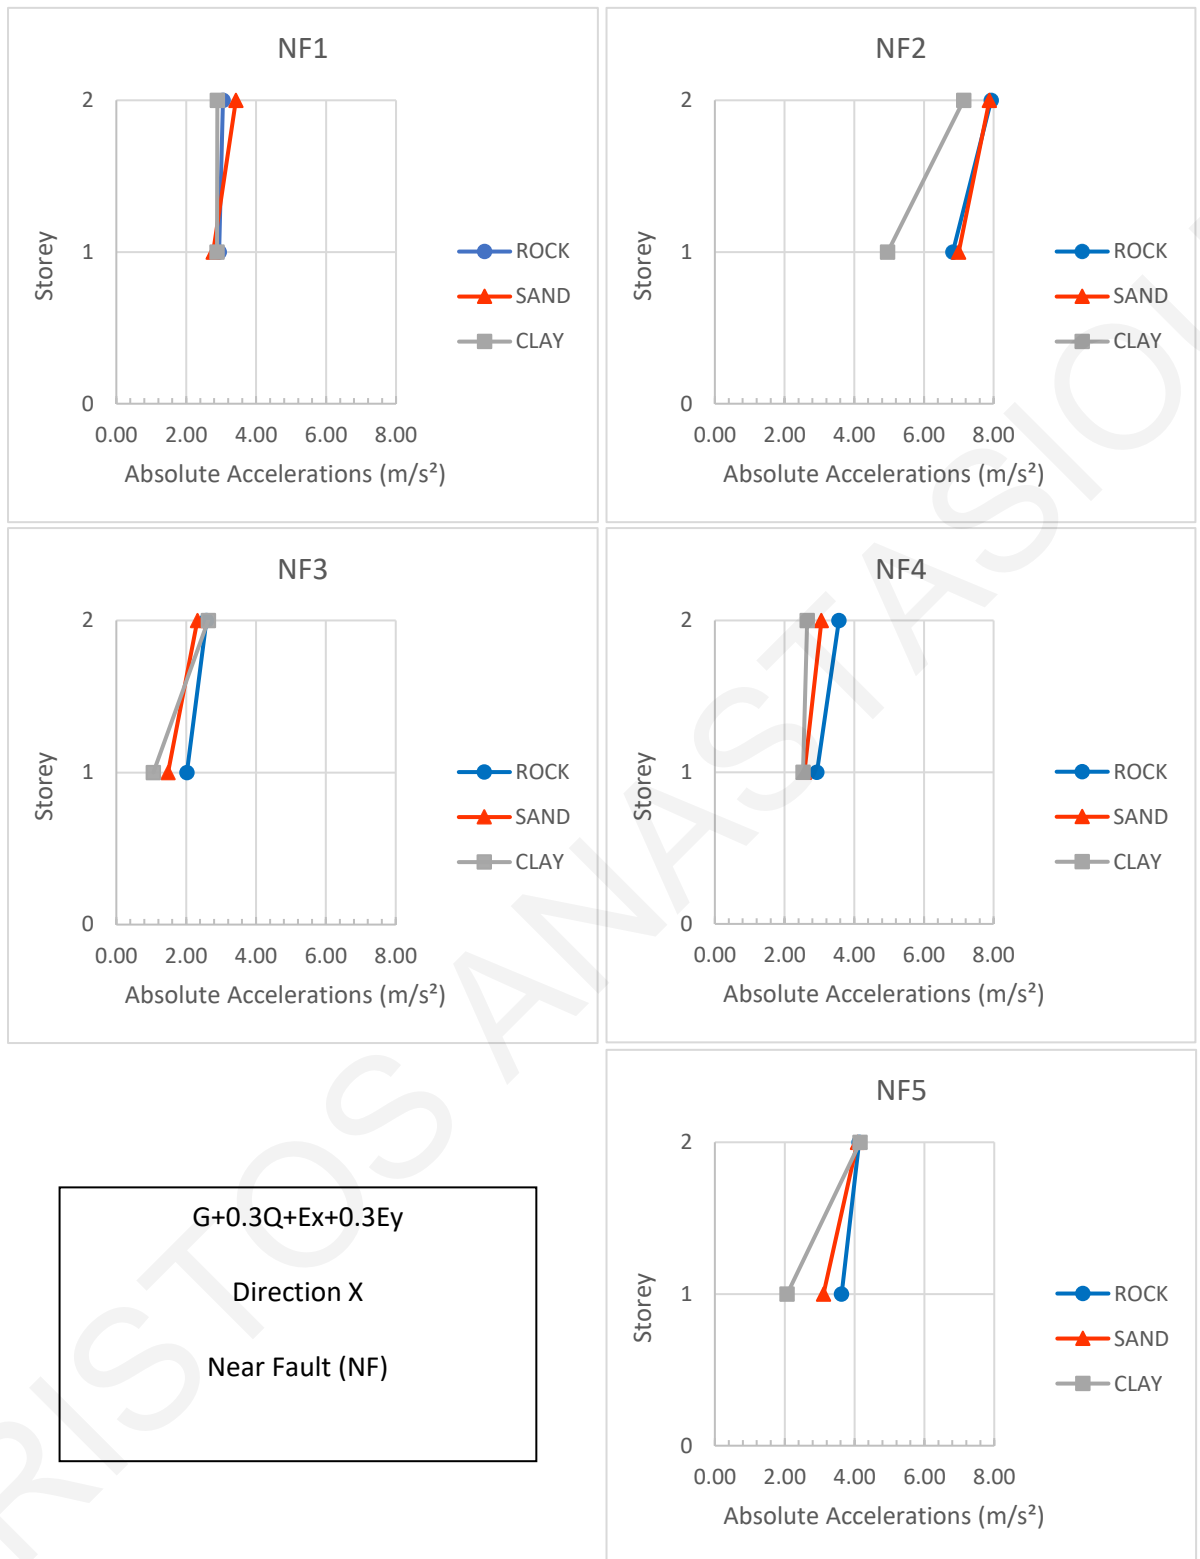 NF1
2
1
0
Storey
0.00 2.00 4.00 6.00 8.00
Absolute Accelerations (m/s²)
ROCK
SAND
CLAY
NF2
2
1
0
Storey
0.00 2.00 4.00 6.00 8.00
Absolute Accelerations (m/s²)
ROCK
SAND
CLAY
NF3
2
1
0
Storey
0.00 2.00 4.00 6.00 8.00
Absolute Accelerations (m/s²)
ROCK
SAND
CLAY
NF4
2
1
0
Storey
0.00 2.00 4.00 6.00 8.00
Absolute Accelerations (m/s²)
ROCK
SAND
CLAY
G+0.3Q+Ex+0.3Ey
Direction X
Near Fault (NF)
NF5
2
1
0
Storey
0.00 2.00 4.00 6.00 8.00
Absolute Accelerations (m/s²)
ROCK
SAND
CLAY
RISTOS ANASTASIOU